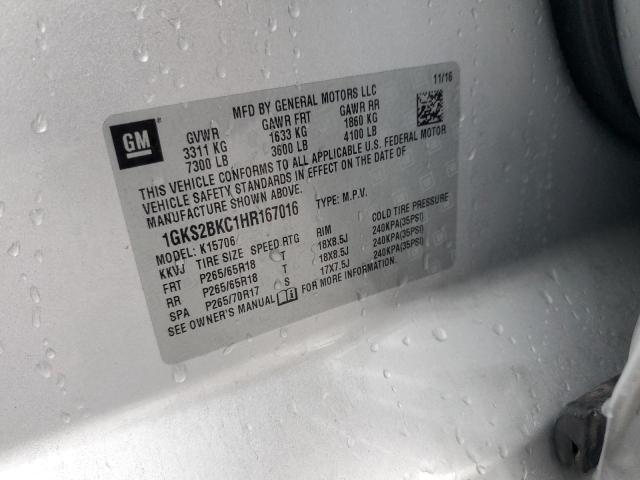 MFD BY GENERAL MOTORS LLC 11/16
GM
GVWR GAWR FRT GAWR RR
3311 KG 1633 KG 1860 KG
7300 LB 3600 LB 4100 LB
THIS VEHICLE CONFORMS TO ALL APPLICABLE U.S. FEDERAL MOTOR
VEHICLE SAFETY STANDARDS IN EFFECT ON THE DATE OF
MANUFACTURE SHOWN ABOVE.
1GKS2BKC1HR167016 TYPE: M.P.V.
MODEL: K15706
KKVJ TIRE SIZE SPEED RTG RIM COLD TIRE PRESSURE
FRT P265/65R18 T 18X8.5J 240KPA(35PSI)
RR P265/65R18 T 18X8.5J 240KPA(35PSI)
SPA P265/70R17 S 17X7.5J 240KPA(35PSI)
SEE OWNER'S MANUAL FOR MORE INFORMATION.